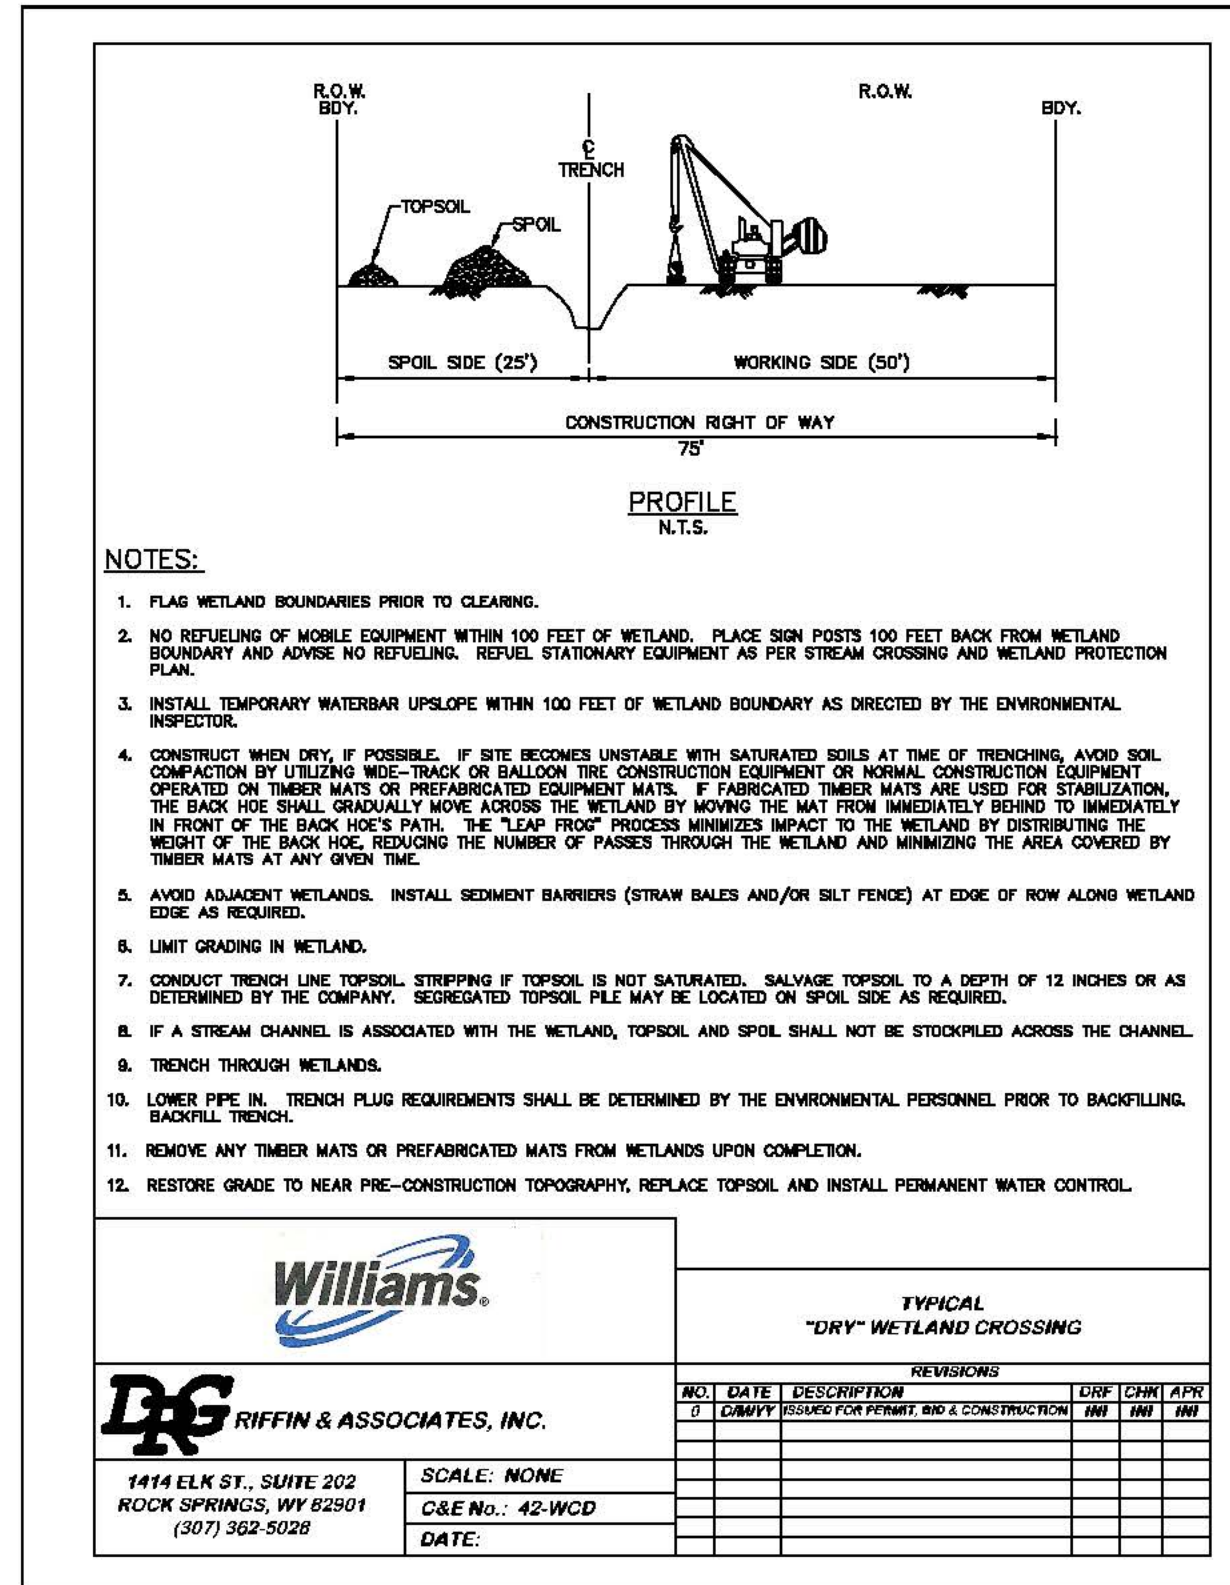 R.O.W.
BDY.
R.O.W.
BDY.
℄
TRENCH
TOPSOIL
SPOIL
SPOIL SIDE (25')
WORKING SIDE (50')
CONSTRUCTION RIGHT OF WAY
75'
PROFILE
N.T.S.
NOTES:
1. FLAG WETLAND BOUNDARIES PRIOR TO CLEARING.
2. NO REFUELING OF MOBILE EQUIPMENT WITHIN 100 FEET OF WETLAND. PLACE SIGN POSTS 100 FEET BACK FROM WETLAND
BOUNDARY AND ADVISE NO REFUELING. REFUEL STATIONARY EQUIPMENT AS PER STREAM CROSSING AND WETLAND PROTECTION
PLAN.
3. INSTALL TEMPORARY WATERBAR UPSLOPE WITHIN 100 FEET OF WETLAND BOUNDARY AS DIRECTED BY THE ENVIRONMENTAL
INSPECTOR.
4. CONSTRUCT WHEN DRY, IF POSSIBLE. IF SITE BECOMES UNSTABLE WITH SATURATED SOILS AT TIME OF TRENCHING, AVOID SOIL
COMPACTION BY UTILIZING WIDE-TRACK OR BALLOON TIRE CONSTRUCTION EQUIPMENT OR NORMAL CONSTRUCTION EQUIPMENT
OPERATED ON TIMBER MATS OR PREFABRICATED EQUIPMENT MATS. IF FABRICATED TIMBER MATS ARE USED FOR STABILIZATION,
THE BACK HOE SHALL GRADUALLY MOVE ACROSS THE WETLAND BY MOVING THE MAT FROM IMMEDIATELY BEHIND TO IMMEDIATELY
IN FRONT OF THE BACK HOE'S PATH. THE "LEAP FROG" PROCESS MINIMIZES IMPACT TO THE WETLAND BY DISTRIBUTING THE
WEIGHT OF THE BACK HOE, REDUCING THE NUMBER OF PASSES THROUGH THE WETLAND AND MINIMIZING THE AREA COVERED BY
TIMBER MATS AT ANY GIVEN TIME.
5. AVOID ADJACENT WETLANDS. INSTALL SEDIMENT BARRIERS (STRAW BALES AND/OR SILT FENCE) AT EDGE OF ROW ALONG WETLAND
EDGE AS REQUIRED.
6. LIMIT GRADING IN WETLAND.
7. CONDUCT TRENCH LINE TOPSOIL STRIPPING IF TOPSOIL IS NOT SATURATED. SALVAGE TOPSOIL TO A DEPTH OF 12 INCHES OR AS
DETERMINED BY THE COMPANY. SEGREGATED TOPSOIL PILE MAY BE LOCATED ON SPOIL SIDE AS REQUIRED.
8. IF A STREAM CHANNEL IS ASSOCIATED WITH THE WETLAND, TOPSOIL AND SPOIL SHALL NOT BE STOCKPILED ACROSS THE CHANNEL.
9. TRENCH THROUGH WETLANDS.
10. LOWER PIPE IN. TRENCH PLUG REQUIREMENTS SHALL BE DETERMINED BY THE ENVIRONMENTAL PERSONNEL PRIOR TO BACKFILLING.
BACKFILL TRENCH.
11. REMOVE ANY TIMBER MATS OR PREFABRICATED MATS FROM WETLANDS UPON COMPLETION.
12. RESTORE GRADE TO NEAR PRE-CONSTRUCTION TOPOGRAPHY, REPLACE TOPSOIL AND INSTALL PERMANENT WATER CONTROL.
Williams®
TYPICAL
"DRY" WETLAND CROSSING
REVISIONS
NO. DATE DESCRIPTION DRF CHK APR
0 D/M/YY ISSUED FOR PERMIT, BID & CONSTRUCTION INI INI INI
DRG RIFFIN & ASSOCIATES, INC.
1414 ELK ST., SUITE 202
ROCK SPRINGS, WY 82901
(307) 362-5028
SCALE: NONE
C&E No.: 42-WCD
DATE: